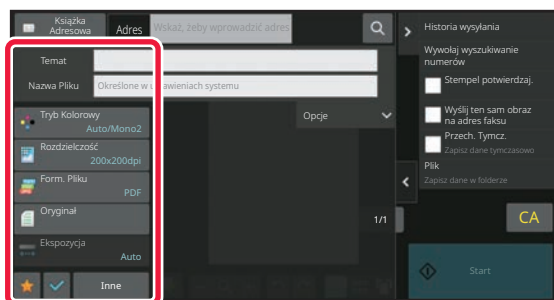 Książka
Adresowa
Adres
Wskaż, żeby wprowadzić adres
Temat
Nazwa Pliku
Określone w ustawieniach systemu
Tryb Kolorowy
Auto/Mono2
Rozdzielczość
200x200dpi
Form. Pliku
PDF
Oryginał
Ekspozycja
Auto
Inne
Opcje
1/1
Historia wysyłania
Wywołaj wyszukiwanie
numerów
Stempel potwierdzaj.
Wyślij ten sam obraz
na adres faksu
Przech. Tymcz.
Zapisz dane tymczasowo
Plik
Zapisz dane w folderze
CA
Start